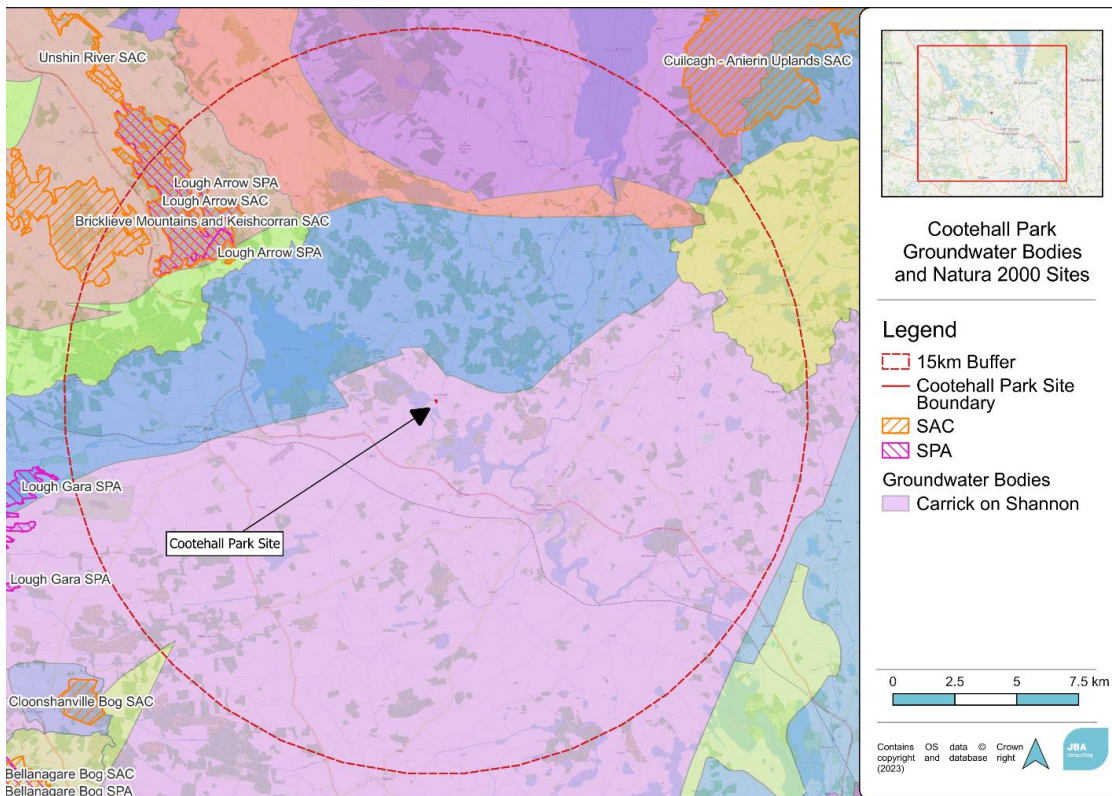 Unshin River SAC
Cuilcagh - Anierin Uplands SAC
Lough Arrow SPA
Lough Arrow SAC
Bricklieve Mountains and Keishcorran SAC
Lough Arrow SPA
Lough Gara SPA
Cootehall Park Site
Lough Gara SPA
Cloonshanville Bog SAC
Bellanagare Bog SAC
Bellanagare Bog SPA
Cootehall Park
Groundwater Bodies
and Natura 2000 Sites
Legend
15km Buffer
Cootehall Park Site
Boundary
SAC
SPA
Groundwater Bodies
Carrick on Shannon
0 2.5 5 7.5 km
Contains OS data © Crown
copyright and database right
(2023)
JBA
consulting